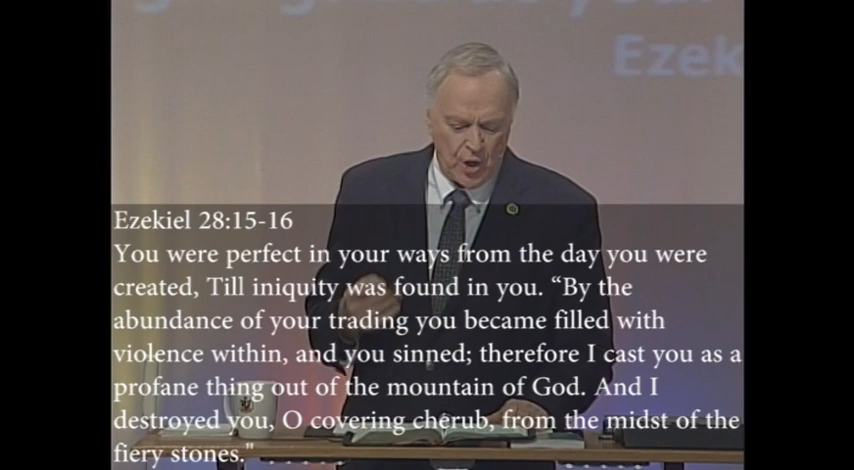 Ezek
Ezekiel 28:15-16
You were perfect in your ways from the day you were
created, Till iniquity was found in you. “By the
abundance of your trading you became filled with
violence within, and you sinned; therefore I cast you as a
profane thing out of the mountain of God. And I
destroyed you, O covering cherub, from the midst of the
fiery stones."